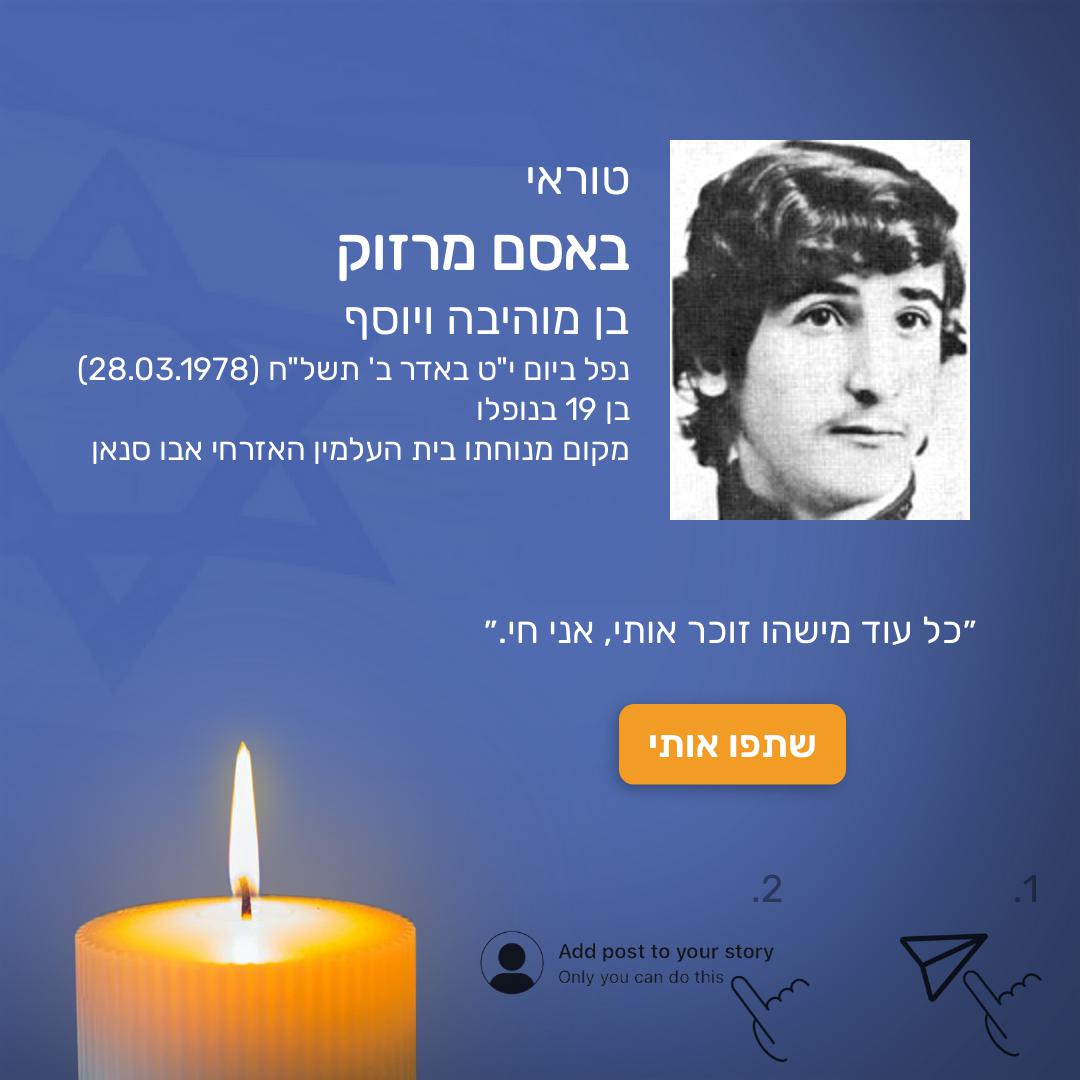 טוראי
באסם מרזוק
בן מוהיבה ויוסף
נפל ביום י"ט באדר ב' תשל"ח (28.03.1978)
בן 19 בנופלו
מקום מנוחתו בית העלמין האזרחי אבו סנאן
״כל עוד מישהו זוכר אותי, אני חי.״
שתפו אותי
1.
2.
Add post to your story
Only you can do this